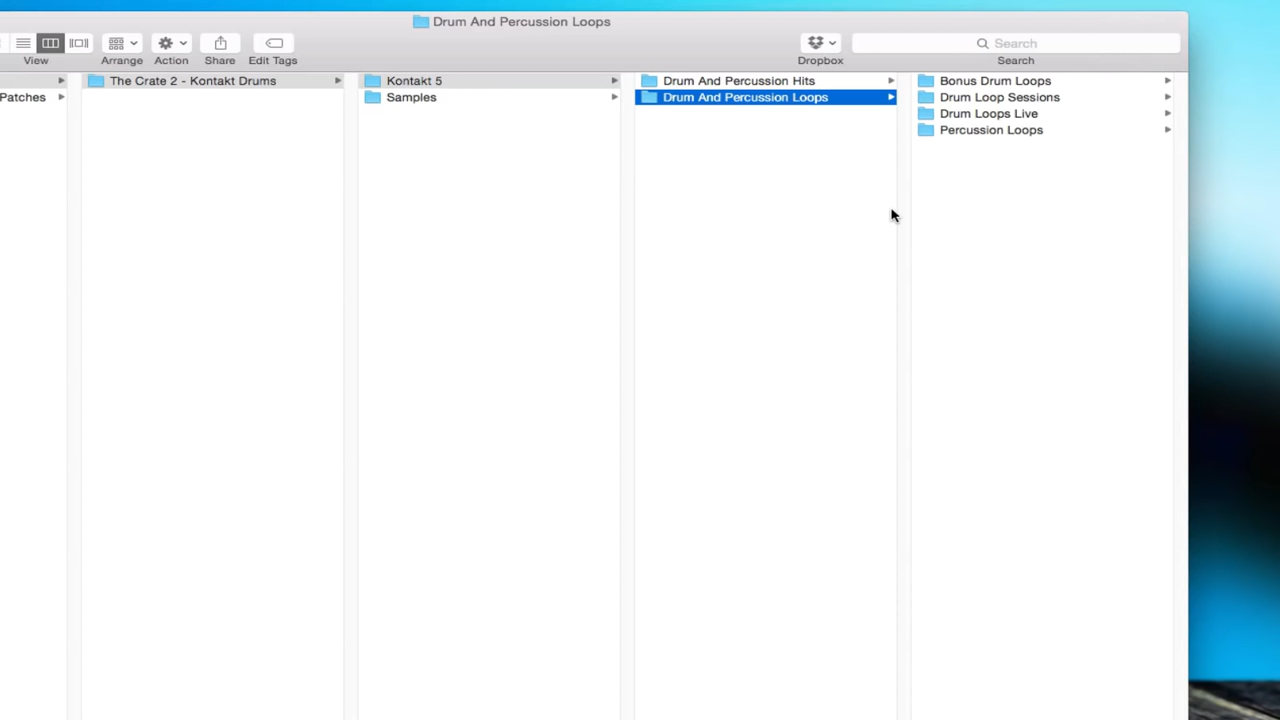 Drum And Percussion Loops
View
Arrange
Action
Share
Edit Tags
Dropbox
Search
Search
Patches
The Crate 2 - Kontakt Drums
Kontakt 5
Samples
Drum And Percussion Hits
Drum And Percussion Loops
Bonus Drum Loops
Drum Loop Sessions
Drum Loops Live
Percussion Loops